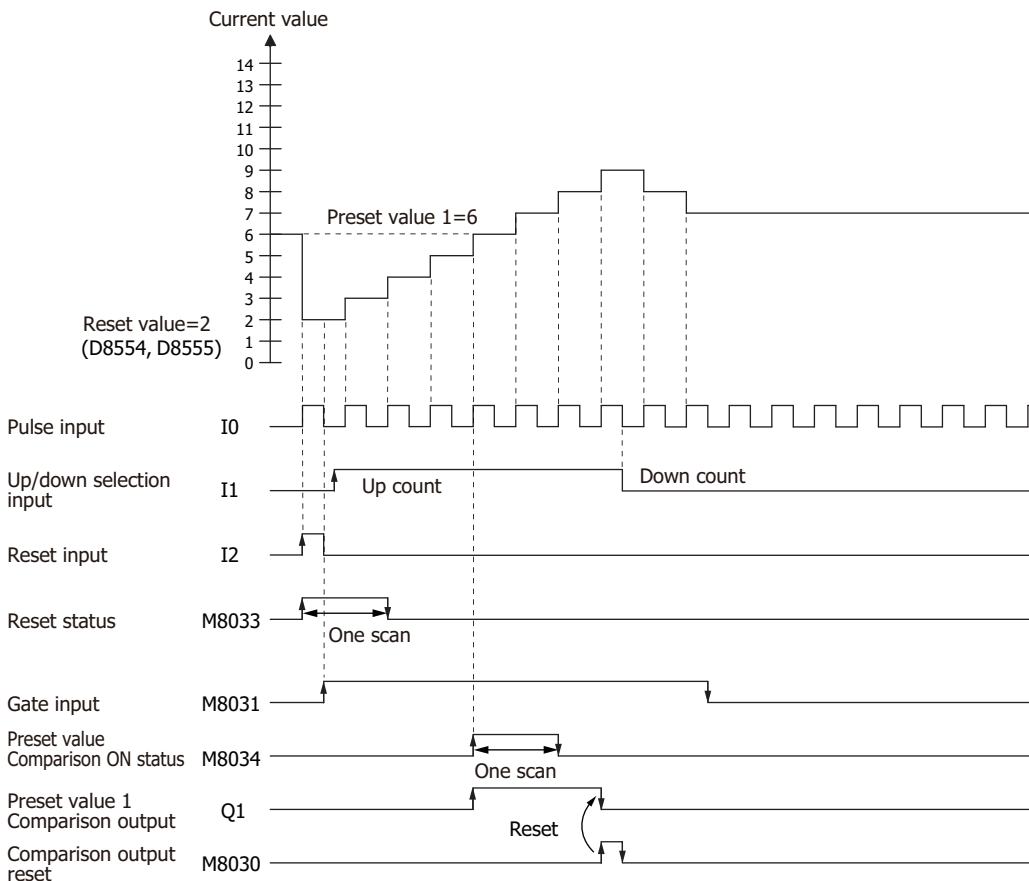 Current value
14
13
12
11
10
9
8
7
6
5
4
3
2
1
0
Preset value 1=6
Reset value=2
(D8554, D8555)
Pulse input I0
Up/down selection
input I1 Up count Down count
Reset input I2
Reset status M8033 One scan
Gate input M8031
Preset value
Comparison ON status M8034 One scan
Preset value 1
Comparison output Q1
Reset
Comparison output
reset M8030